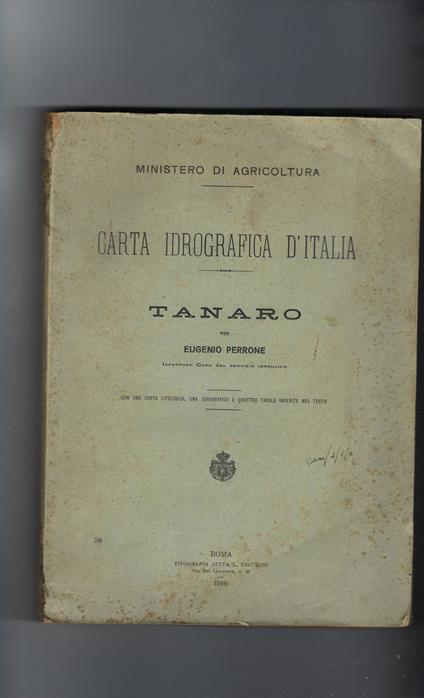 MINISTERO DI AGRICOLTURA
CARTA IDROGRAFICA D'ITALIA
TANARO
PER
EUGENIO PERRONE
ISPETTORE CAPO DEL SERVIZIO IDRAULICO
CON UNA CARTA LITOLOGICA, UNA IDROGRAFICA E QUATTRO TAVOLE INSERITE NEL TESTO
38
ROMA
TIPOGRAFIA DITTA L. CECCHINI
1916